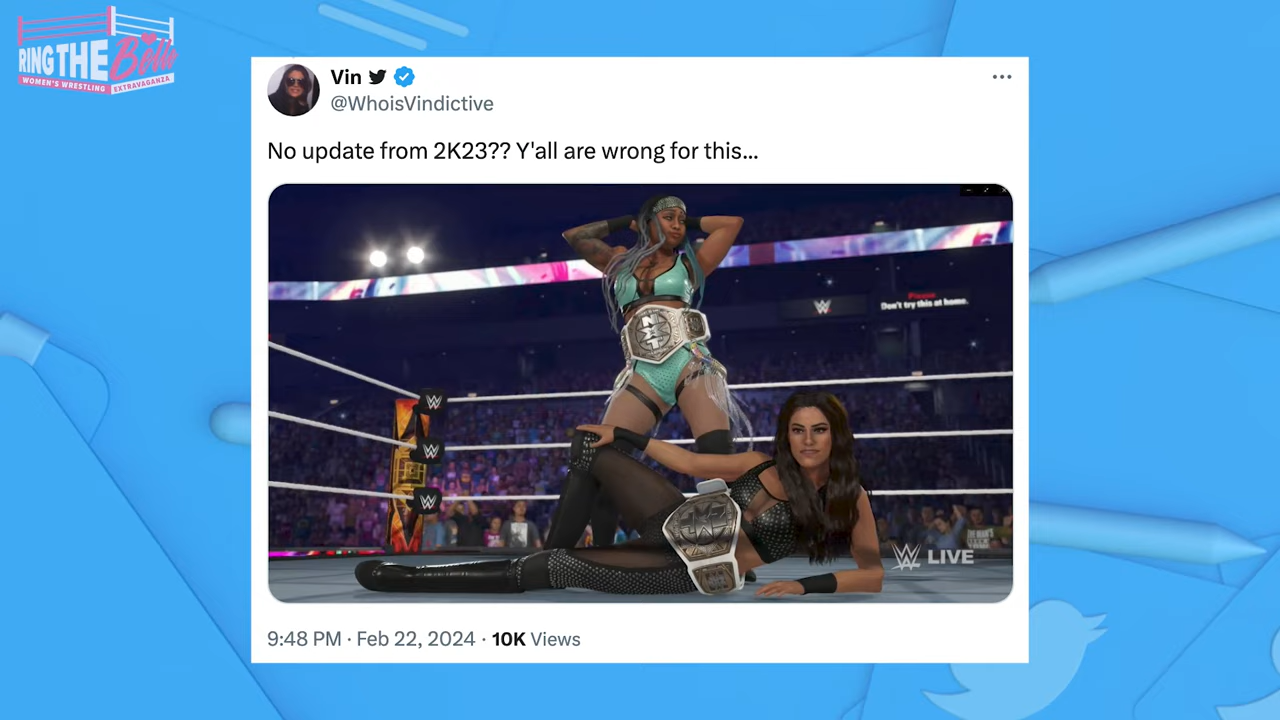 RING THE Belle
WOMEN'S WRESTLING EXTRAVAGANZA
Vin
@WhoisVindictive
No update from 2K23?? Y'all are wrong for this...
W
Please
Don't try this at home.
NXT
W
W
W
W LIVE
9:48 PM · Feb 22, 2024 · 10K Views